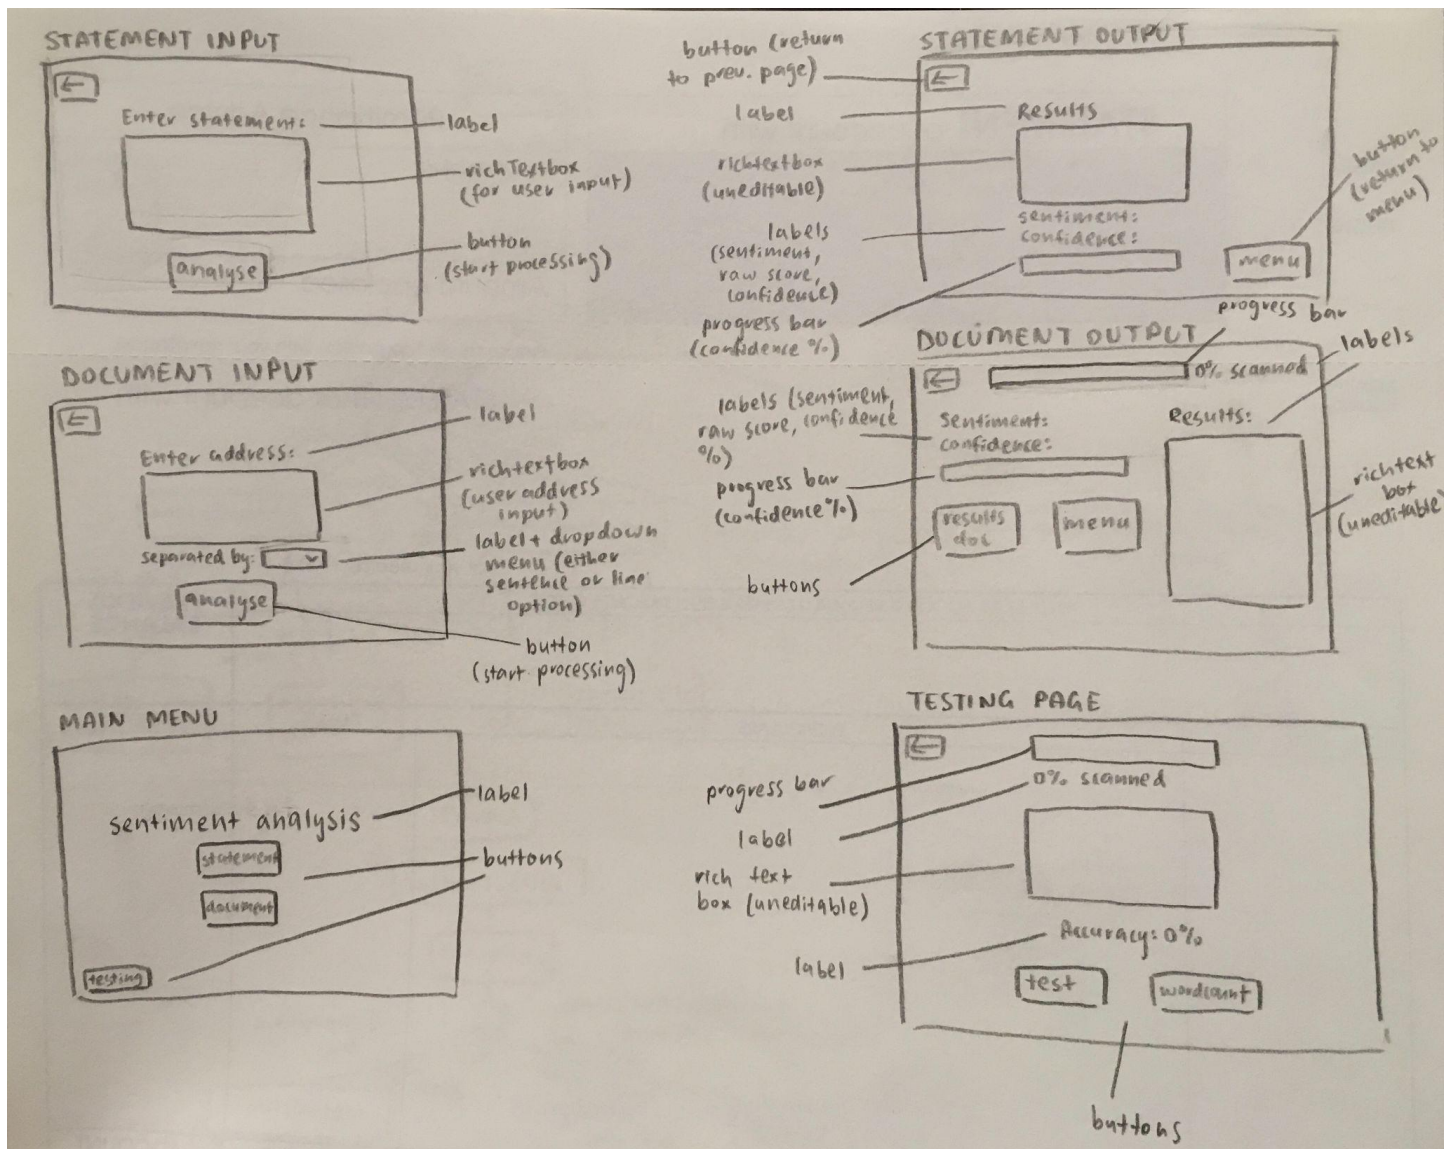 STATEMENT INPUT
Enter statement:
label
richTextbox
(for user input)
analyse
button
(start processing)
STATEMENT OUTPUT
button (return
to prev. page)
label
Results
richtextbox
(uneditable)
labels
(sentiment,
raw score,
confidence)
sentiment:
confidence:
progress bar
(confidence %)
menu
button
(return to
menu)
DOCUMENT INPUT
label
Enter address:
richtextbox
(user address
input)
separated by:
label + dropdown
menu (either
sentence or line
option)
analyse
button
(start processing)
DOCUMENT OUTPUT
progress bar
0% scanned
labels
labels (sentiment,
raw score, confidence
%)
sentiment:
confidence:
Results:
progress bar
(confidence %)
results
doc
menu
richtext
box
(uneditable)
buttons
MAIN MENU
label
sentiment analysis
statement
document
buttons
testing
TESTING PAGE
progress bar
0% scanned
label
rich text
box (uneditable)
Accuracy: 0%
label
test
wordcount
buttons